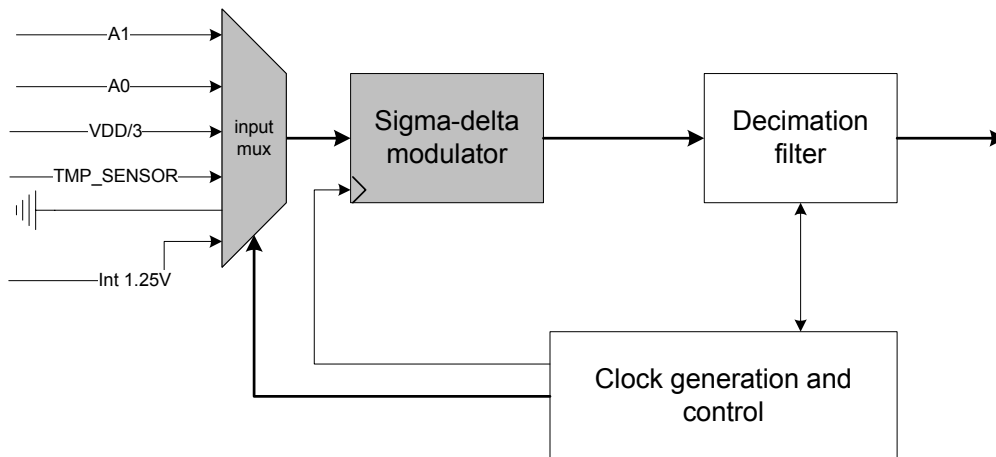 A1
A0
VDD/3
TMP_SENSOR
Int 1.25V
input
mux
Sigma-delta
modulator
Decimation
filter
Clock generation and
control